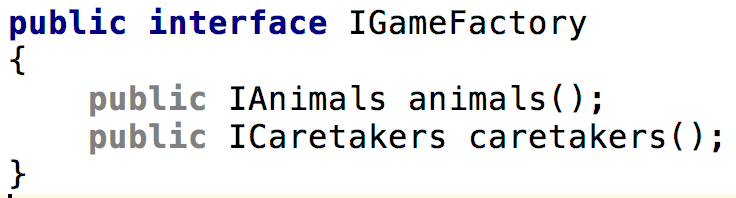 public interface IGameFactory
{
    public IAnimals animals();
    public ICaretakers caretakers();
}